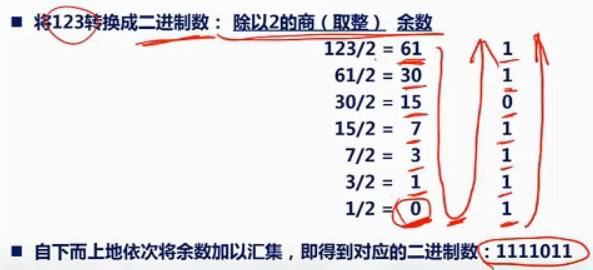 ■ 将123转换成二进制数： 除以2的商（取整） 余数
123/2 = 61 1
61/2 = 30 1
30/2 = 15 0
15/2 = 7 1
7/2 = 3 1
3/2 = 1 1
1/2 = 0 1
■ 自下而上地依次将余数加以汇集，即得到对应的二进制数：1111011